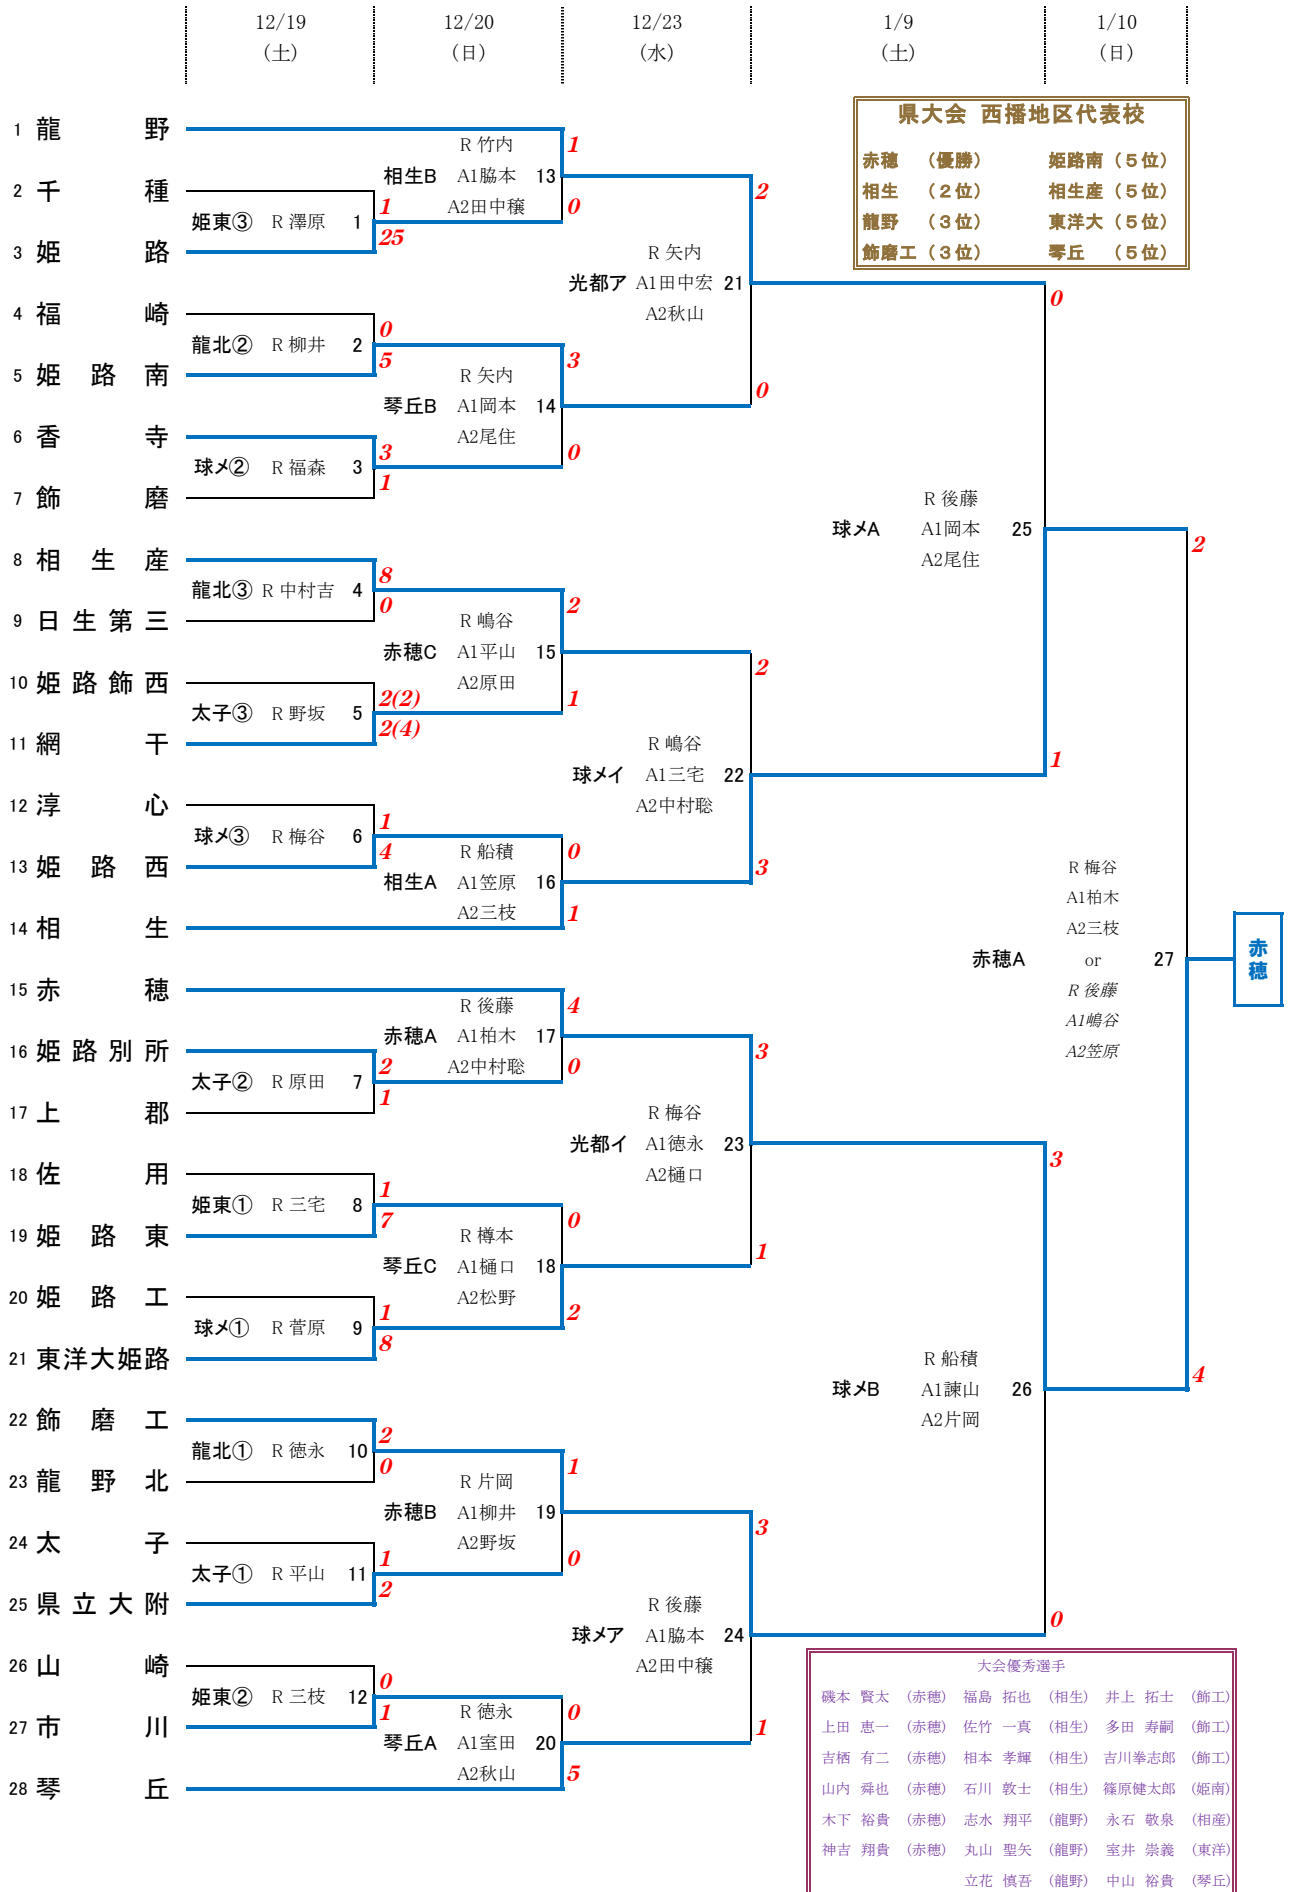 12/19 12/20 12/23 1/9 1/10
(土) (日) (水) (土) (日)
県大会 西播地区代表校
赤穂 (優勝) 姫路南 (5位)
相生 (2位) 相生産 (5位)
龍野 (3位) 東洋大 (5位)
飾磨工 (3位) 琴丘 (5位)
1 龍野
2 千種
3 姫路
4 福崎
5 姫路南
6 香寺
7 飾磨
8 相生産
9 日生第三
10 姫路飾西
11 網干
12 淳心
13 姫路西
14 相生
15 赤穂
16 姫路別所
17 上郡
18 佐用
19 姫路東
20 姫路工
21 東洋大姫路
22 飾磨工
23 龍野北
24 太子
25 県立大附
26 山崎
27 市川
28 琴丘
姫東③ R 澤原 1
1
25
龍北② R 柳井 2
0
5
球メ② R 福森 3
3
1
龍北③ R 中村吉 4
8
0
太子③ R 野坂 5
2(2)
2(4)
球メ③ R 梅谷 6
1
4
太子② R 原田 7
2
1
姫東① R 三宅 8
1
7
球メ① R 菅原 9
1
8
龍北① R 徳永 10
2
0
太子① R 平山 11
1
2
姫東② R 三枝 12
0
1
R 竹内
相生B A1脇本 13
A2田中穣
1
0
R 矢内
琴丘B A1岡本 14
A2尾住
3
0
R 嶋谷
赤穂C A1平山 15
A2原田
2
1
R 船積
相生A A1笠原 16
A2三枝
0
1
R 後藤
赤穂A A1柏木 17
A2中村聡
4
0
R 樽本
琴丘C A1樋口 18
A2松野
0
2
R 片岡
赤穂B A1柳井 19
A2野坂
1
0
R 徳永
琴丘A A1室田 20
A2秋山
0
5
R 矢内
光都ア A1田中宏 21
A2秋山
2
0
R 嶋谷
球メイ A1三宅 22
A2中村聡
2
3
R 梅谷
光都イ A1徳永 23
A2樋口
3
1
R 後藤
球メア A1脇本 24
A2田中穣
3
1
R 後藤
球メA A1岡本 25
A2尾住
0
1
R 船積
球メB A1諫山 26
A2片岡
3
0
R 梅谷
A1柏木
A2三枝
赤穂A or 27
R 後藤
A1嶋谷
A2笠原
2
4
赤穂
大会優秀選手
磯本 賢太 (赤穂) 福島 拓也 (相生) 井上 拓士 (飾工)
上田 恵一 (赤穂) 佐竹 一真 (相生) 多田 寿嗣 (飾工)
吉栖 有二 (赤穂) 相本 孝輝 (相生) 吉川拳志郎 (飾工)
山内 舜也 (赤穂) 石川 敦士 (相生) 篠原健太郎 (姫南)
木下 裕貴 (赤穂) 志水 翔平 (龍野) 永石 敬泉 (相産)
神吉 翔貴 (赤穂) 丸山 聖矢 (龍野) 室井 崇義 (東洋)
立花 慎吾 (龍野) 中山 裕貴 (琴丘)